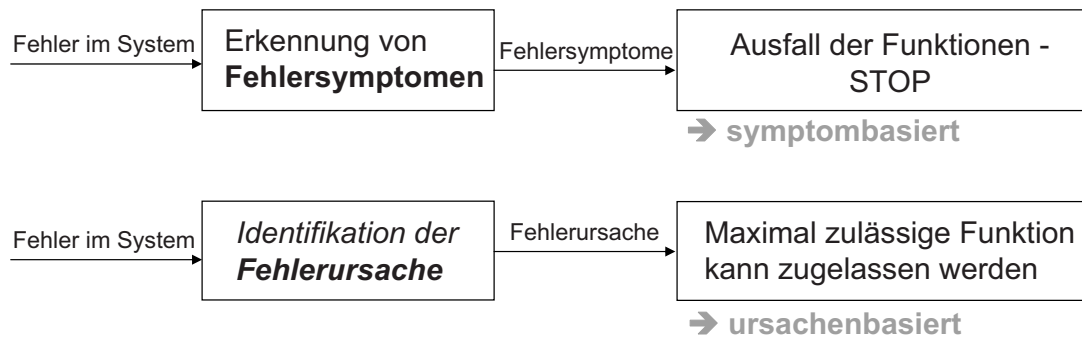 Fehler im System
Erkennung von
Fehlersymptomen
Fehlersymptome
Ausfall der Funktionen -
STOP
➔ symptombasiert
Fehler im System
Identifikation der
Fehlerursache
Fehlerursache
Maximal zulässige Funktion
kann zugelassen werden
➔ ursachenbasiert